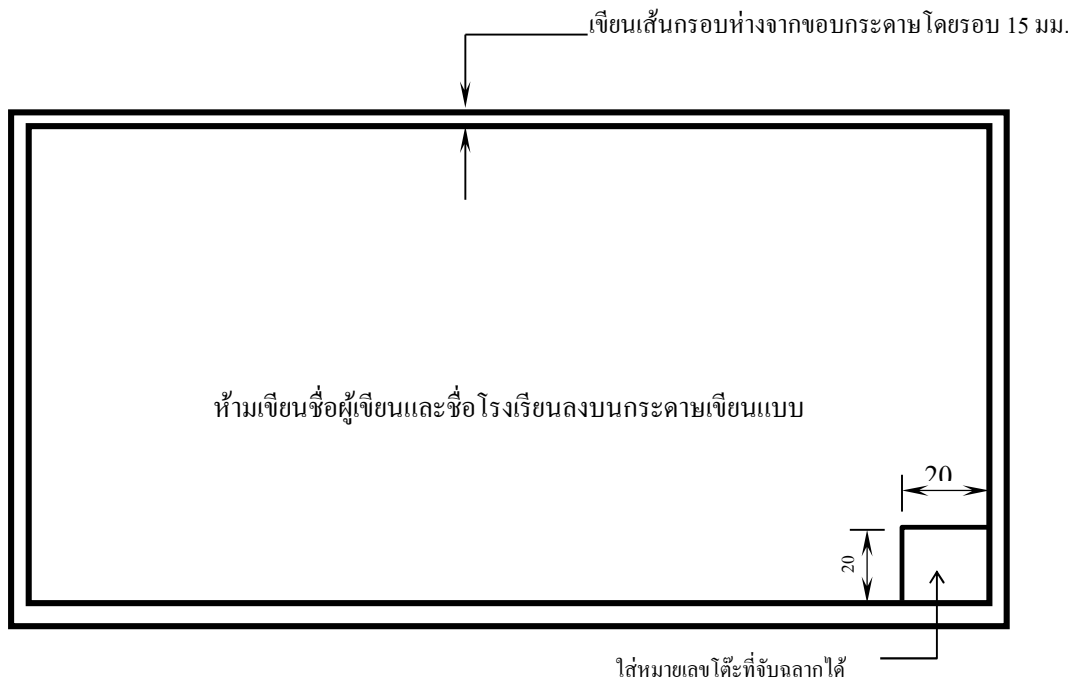 เขียนเส้นกรอบห่างจากขอบกระดาษโดยรอบ 15 มม.
ห้ามเขียนชื่อผู้เขียนและชื่อโรงเรียนลงบนกระดาษเขียนแบบ
20
20
ใส่หมายเลขโต๊ะที่จับฉลากได้